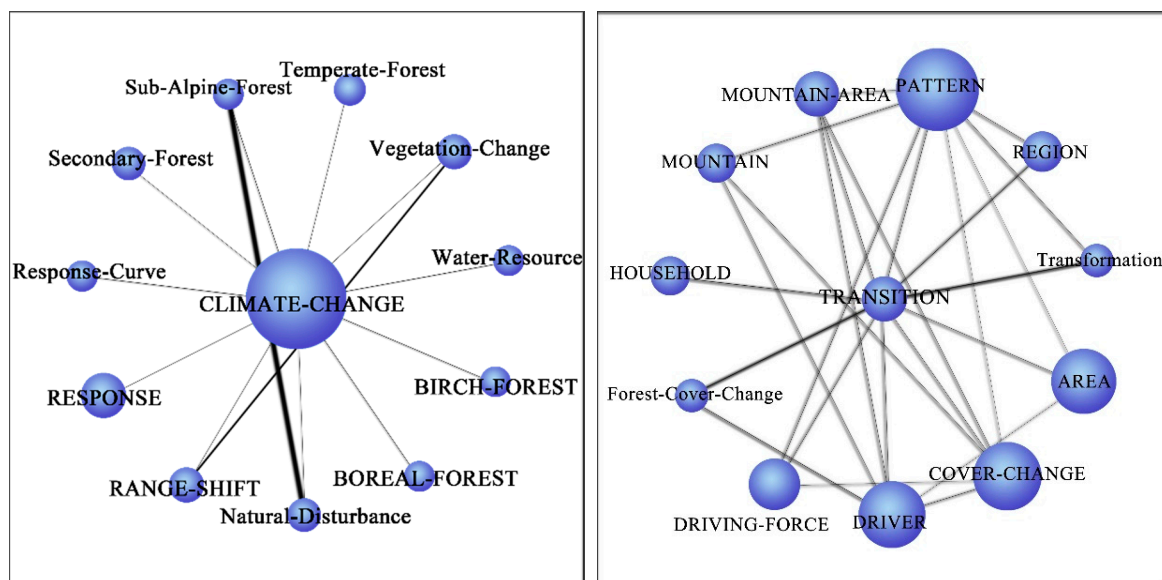 Temperate-Forest
Sub-Alpine-Forest
Vegetation-Change
Secondary-Forest
Water-Resource
Response-Curve
CLIMATE-CHANGE
BIRCH-FOREST
RESPONSE
BOREAL-FOREST
RANGE-SHIFT
Natural-Disturbance
PATTERN
MOUNTAIN-AREA
REGION
MOUNTAIN
Transformation
HOUSEHOLD
TRANSITION
AREA
Forest-Cover-Change
COVER-CHANGE
DRIVING-FORCE
DRIVER